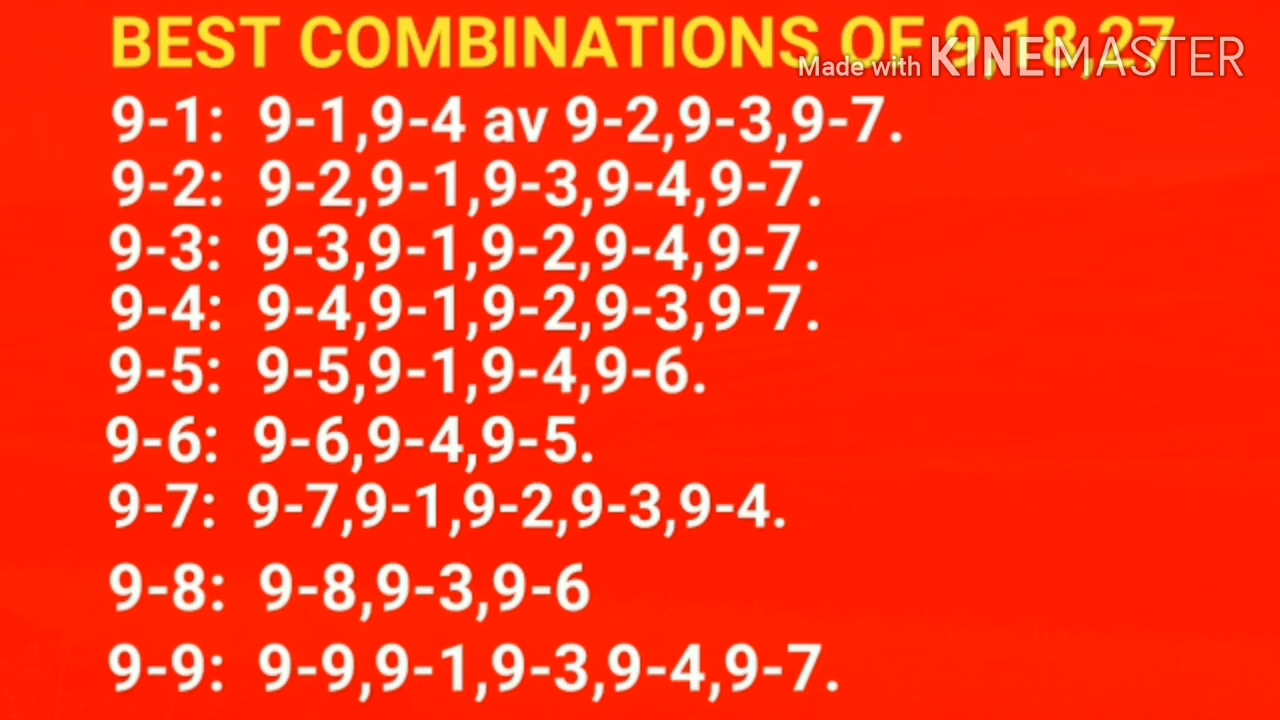 BEST COMBINATIONS OF 9,18,27
Made with KINEMASTER
9-1: 9-1,9-4 av 9-2,9-3,9-7.
9-2: 9-2,9-1,9-3,9-4,9-7.
9-3: 9-3,9-1,9-2,9-4,9-7.
9-4: 9-4,9-1,9-2,9-3,9-7.
9-5: 9-5,9-1,9-4,9-6.
9-6: 9-6,9-4,9-5.
9-7: 9-7,9-1,9-2,9-3,9-4.
9-8: 9-8,9-3,9-6
9-9: 9-9,9-1,9-3,9-4,9-7.